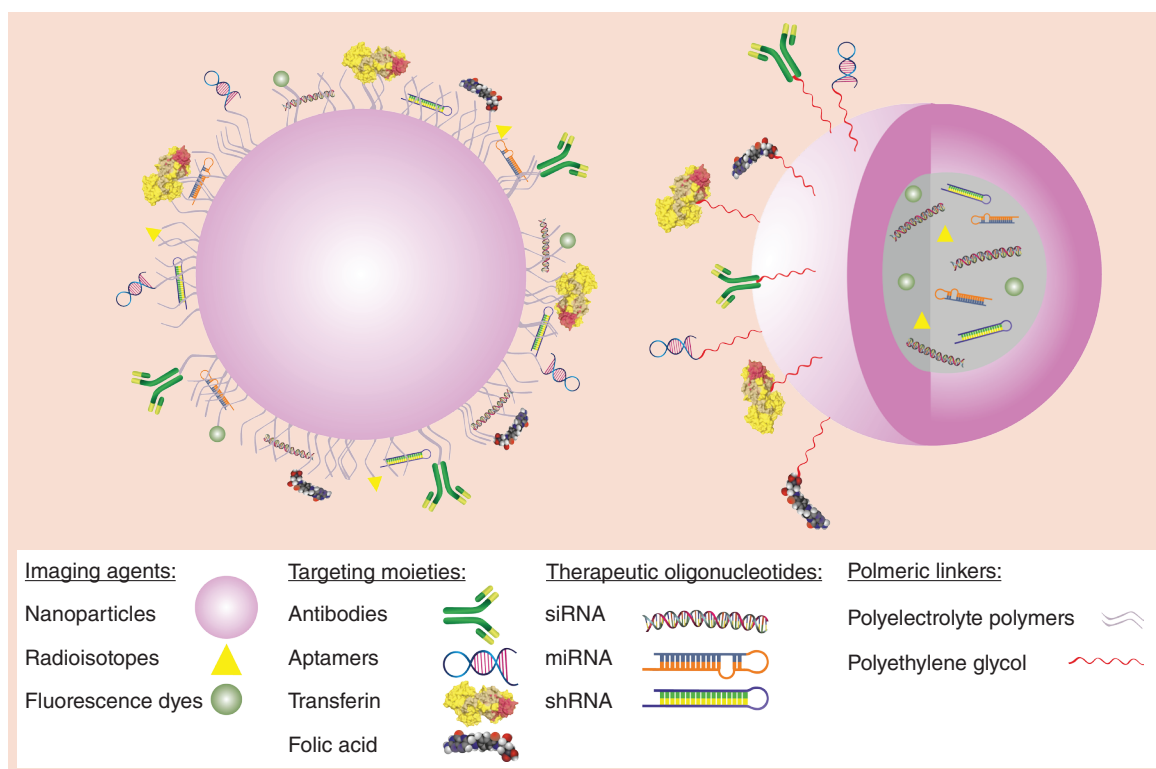 Imaging agents:
Nanoparticles
Radioisotopes
Fluorescence dyes
Targeting moieties:
Antibodies
Aptamers
Transferin
Folic acid
Therapeutic oligonucleotides:
siRNA
miRNA
shRNA
Polmeric linkers:
Polyelectrolyte polymers
Polyethylene glycol